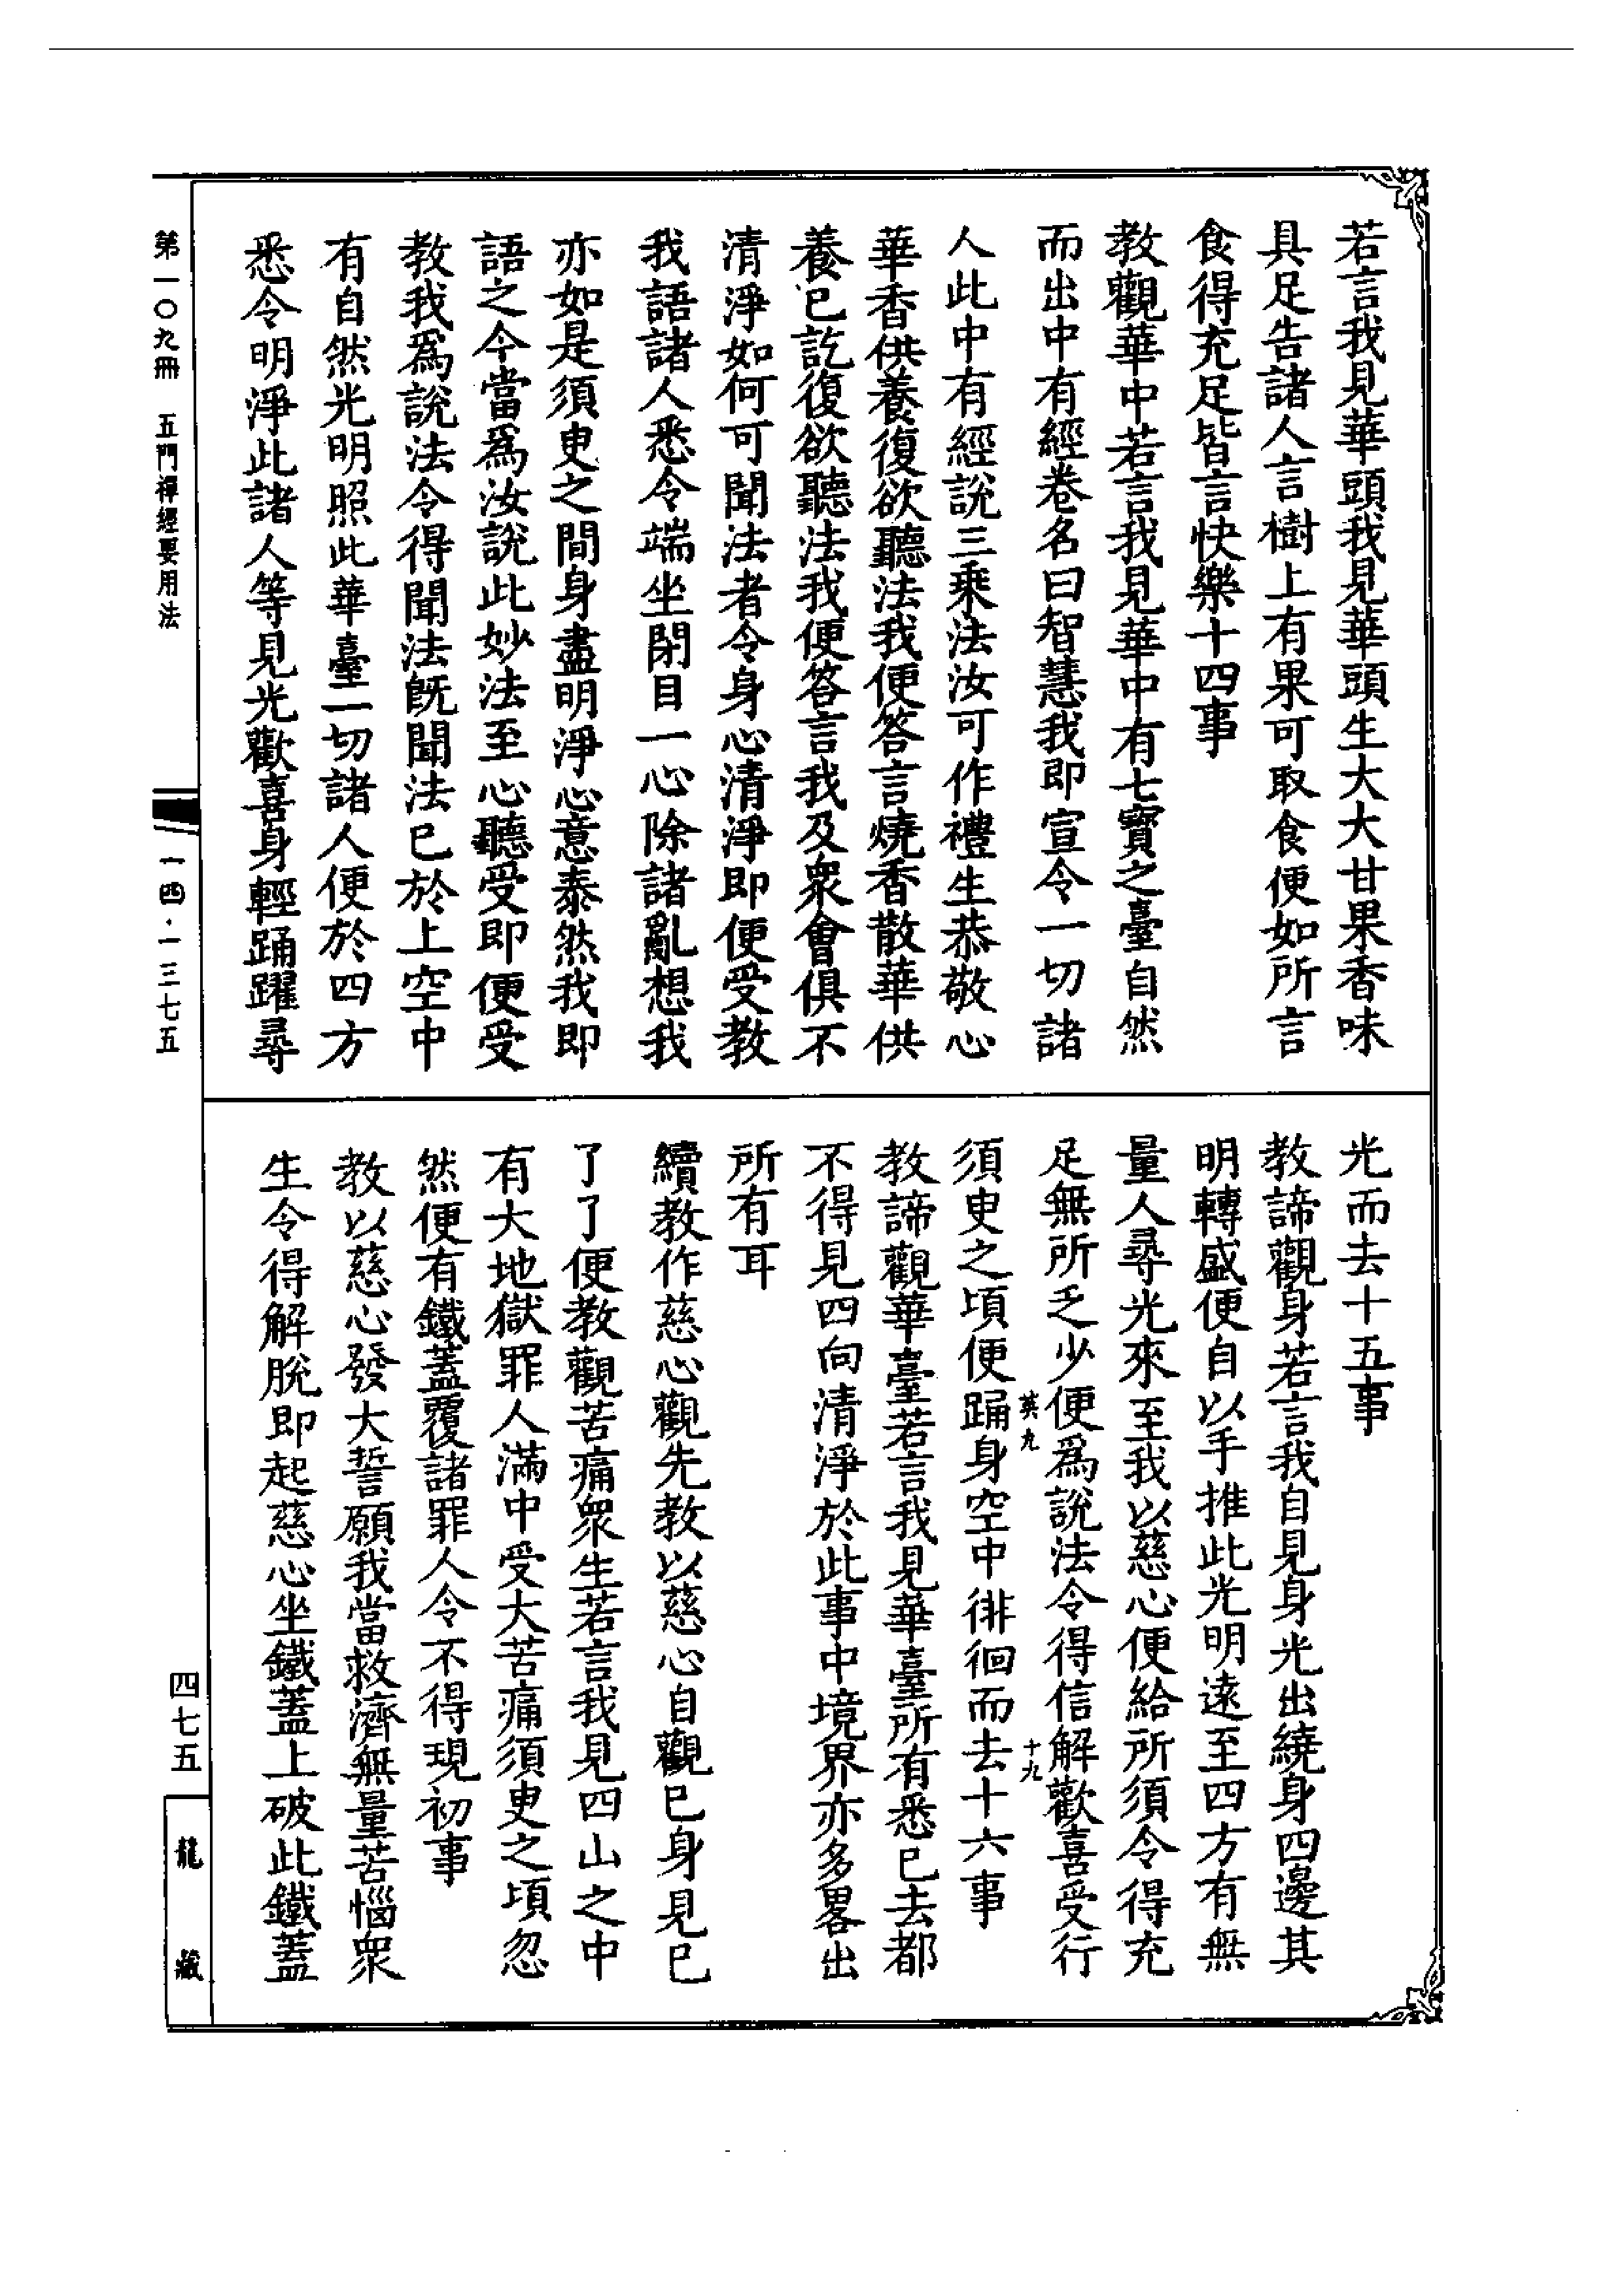 若言我見華頭我見華頭生大大甘果香味
具足告諸人言樹上有果可取食便如所言
食得充足皆言快樂十四事
教觀華中若言我見華中有七寶之臺自然
而出中有經卷名曰智慧我即宣令一切諸
人此中有經說三乘法汝可作禮生恭敬心
華香供養復欲聽法我便答言燒香散華供
養已訖復欲聽法我便答言我及眾會俱不
清淨如何可聞法者令身心清淨即便受教
我語諸人悉令端坐閉目一心除諸亂想我
亦如是須臾之間身盡明淨心意泰然我即
語之今當為汝說此妙法至心聽受即便受
教我為說法令得聞法既聞法已於上空中
有自然光明照此華臺一切諸人便於四方
悉令明淨此諸人等見光歡喜身輕踊躍尋
光而去十五事
教諦觀身若言我自見身光出繞身四邊其
明轉盛便自以手推此光明遠至四方有無
量人尋光來至我以慈心便給所須令得充
足無所乏少便為說法令得信解歡喜受行
英九
十九
須臾之頃便踊身空中徘徊而去十六事
教諦觀華臺若言我見華臺所有悉已去都
不得見四向清淨於此事中境界亦多畧出
所有耳
續教作慈心觀先教以慈心自觀已身見已
了了便教觀苦痛眾生若言我見四山之中
有大地獄罪人滿中受大苦痛須臾之頃忽
然便有鐵蓋覆諸罪人令不得現初事
教以慈心發大誓願我當救濟無量苦惱眾
生令得解脫即起慈心坐鐵蓋上破此鐵蓋
第一〇九冊 五門禪經要用法
一四·一三七五
四七五
龍藏